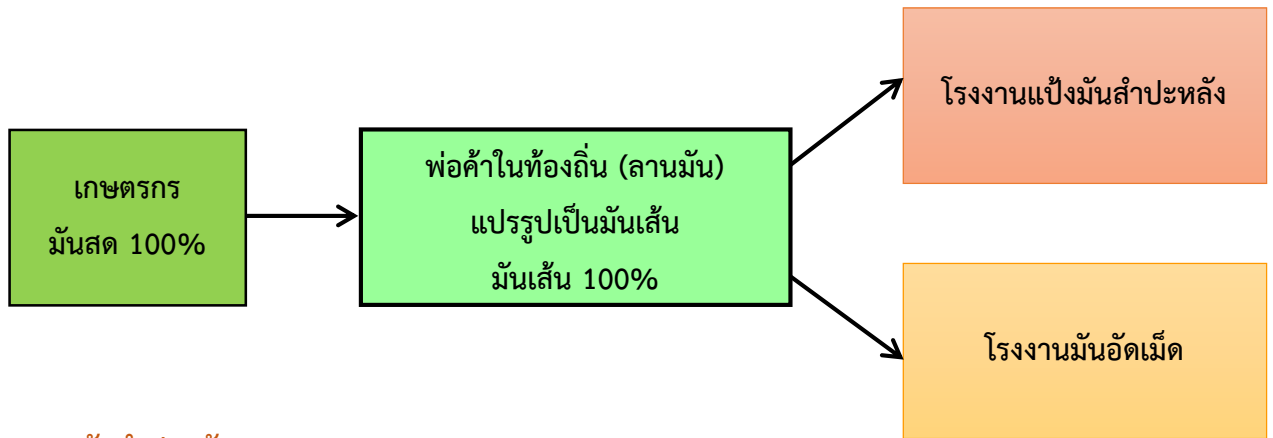 เกษตรกร
มันสด 100%
พ่อค้าในท้องถิ่น (ลานมัน)
แปรรูปเป็นมันเส้น
มันเส้น 100%
โรงงานแป้งมันสำปะหลัง
โรงงานมันอัดเม็ด